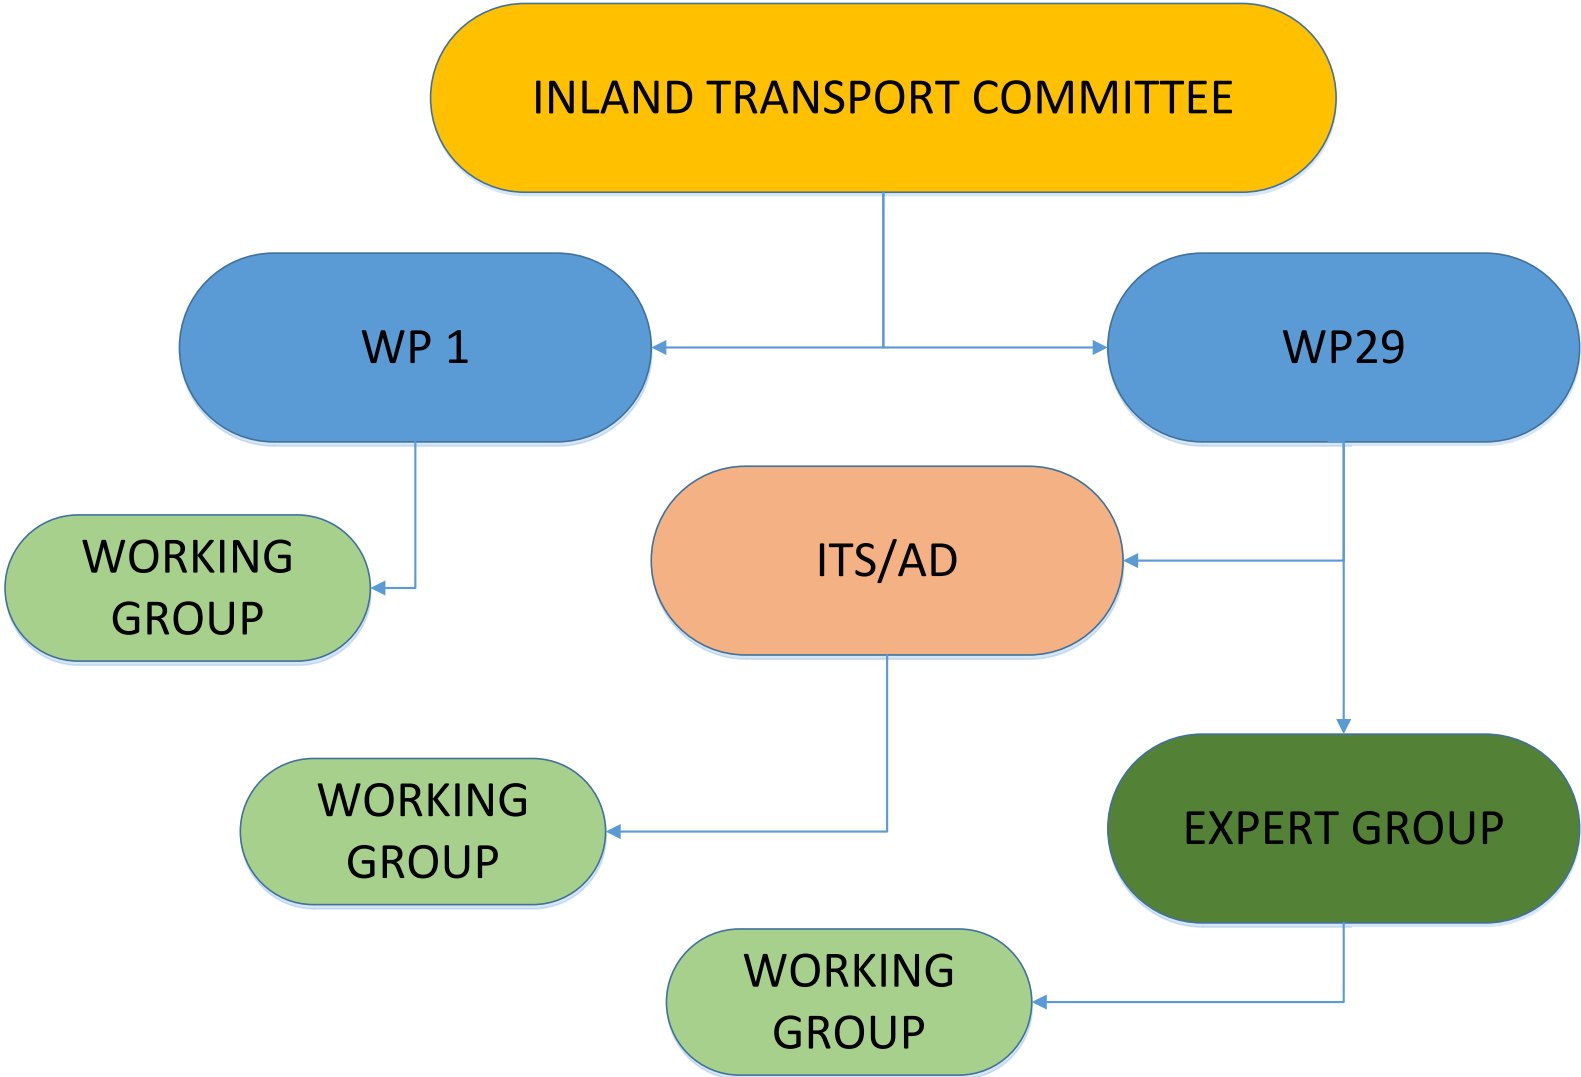 INLAND TRANSPORT COMMITTEE
WP 1
WP29
ITS/AD
WORKING
GROUP
WORKING
GROUP
EXPERT GROUP
WORKING
GROUP